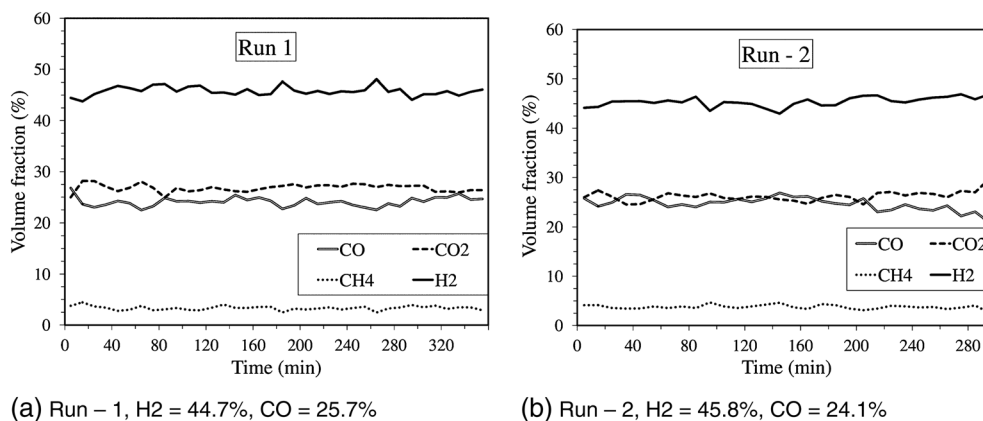 60
50
40
30
20
10
0
Volume fraction (%)
Run 1
CO
CO2
CH4
H2
0 40 80 120 160 200 240 280 320
Time (min)
(a) Run – 1, H2 = 44.7%, CO = 25.7%
60
50
40
30
20
10
0
Volume fraction (%)
Run - 2
CO
CO2
CH4
H2
0 40 80 120 160 200 240 280
Time (min)
(b) Run – 2, H2 = 45.8%, CO = 24.1%